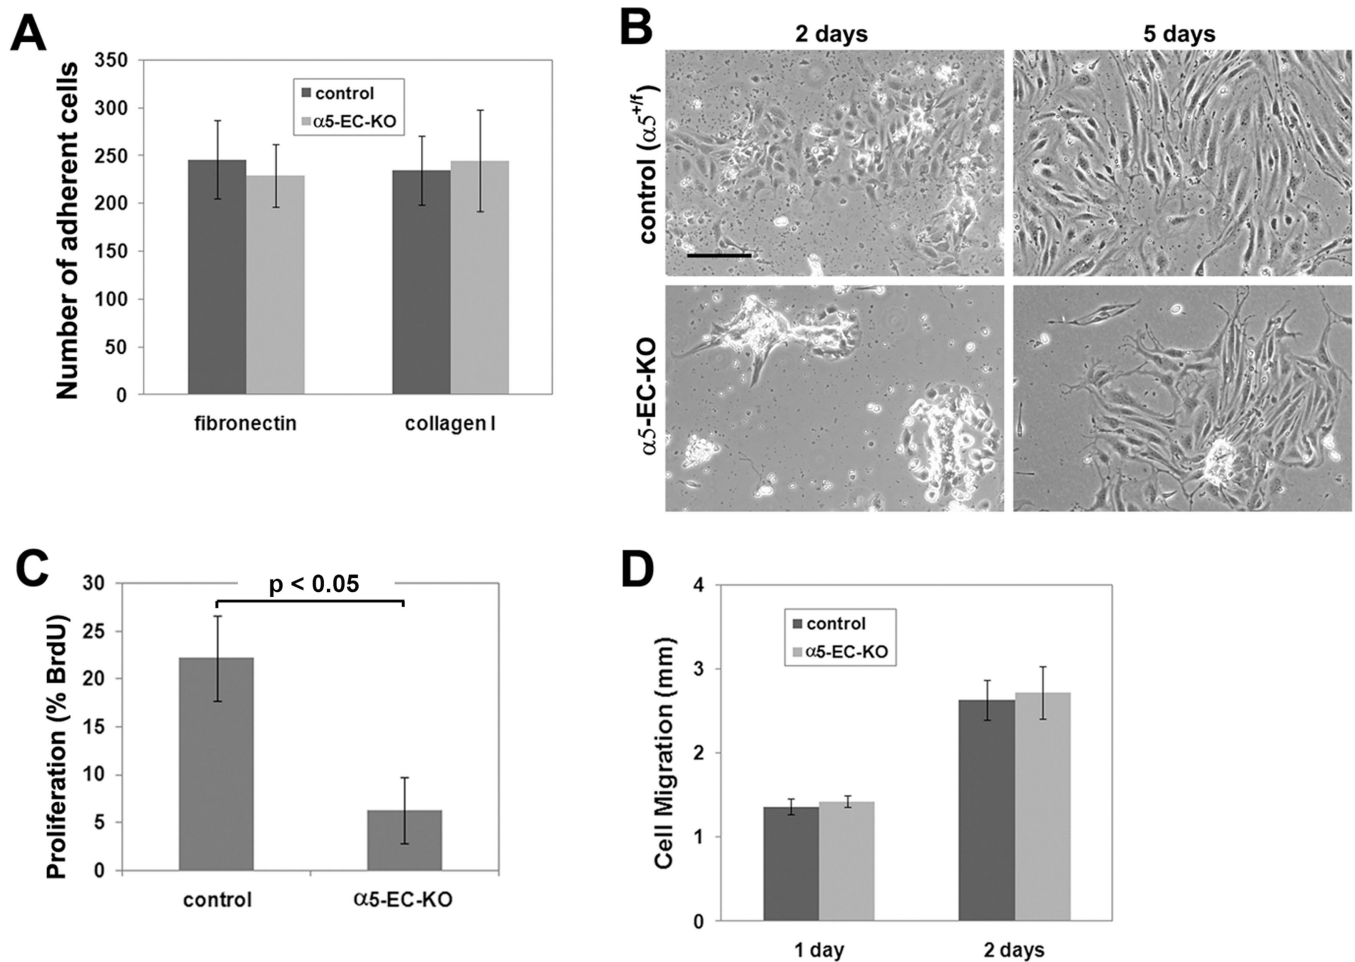 A
Number of adherent cells
350
300
250
200
150
100
50
0
control
α5-EC-KO
fibronectin
collagen I
B
2 days
5 days
control (α5+/f)
α5-EC-KO
C
Proliferation (% BrdU)
30
25
20
15
10
5
0
p < 0.05
control
α5-EC-KO
D
Cell Migration (mm)
4
3
2
1
0
control
α5-EC-KO
1 day
2 days